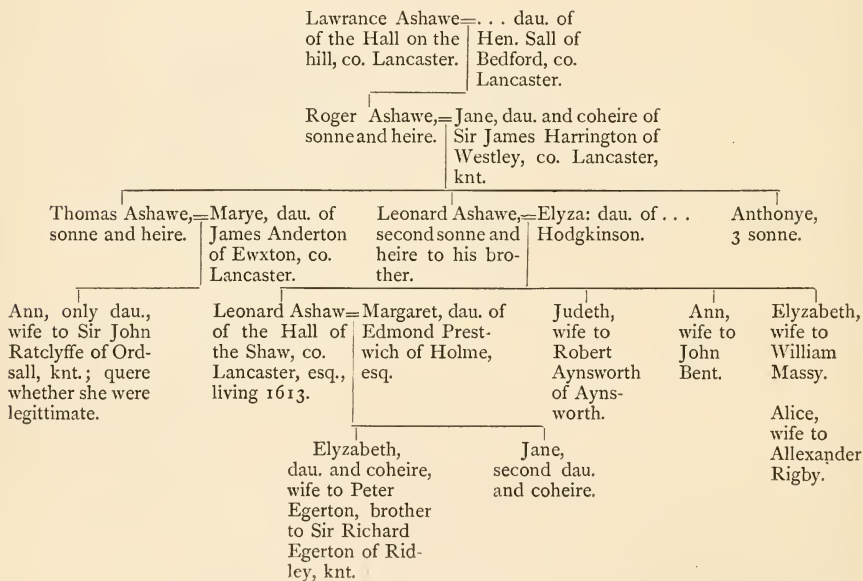 Lawrance Ashawe=. . . dau. of
of the Hall on the
hill, co. Lancaster.
Hen. Sall of
Bedford, co.
Lancaster.
Roger Ashawe,=Jane, dau. and coheire of
sonne and heire.
Sir James Harrington of
Westley, co. Lancaster,
knt.
Thomas Ashawe,=Marye, dau. of
sonne and heire.
James Anderton
of Ewxton, co.
Lancaster.
Leonard Ashawe,=Elyza: dau. of . . .
second sonne and
heire to his bro-
ther.
Hodgkinson.
Anthonye,
3 sonne.
Ann, only dau.,
wife to Sir John
Ratclyffe of Ord-
sall, knt.; quere
whether she were
legittimate.
Leonard Ashaw=Margaret, dau. of
of the Hall of
the Shaw, co.
Lancaster, esq.,
living 1613.
Edmond Prest-
wich of Holme,
esq.
Judeth,
wife to
Robert
Aynsworth
of Ayns-
worth.
Ann,
wife to
John
Bent.
Elyzabeth,
wife to
William
Massy.
Alice,
wife to
Allexander
Rigby.
Elyzabeth,
dau. and coheire,
wife to Peter
Egerton, brother
to Sir Richard
Egerton of Rid-
ley, knt.
Jane,
second dau.
and coheire.